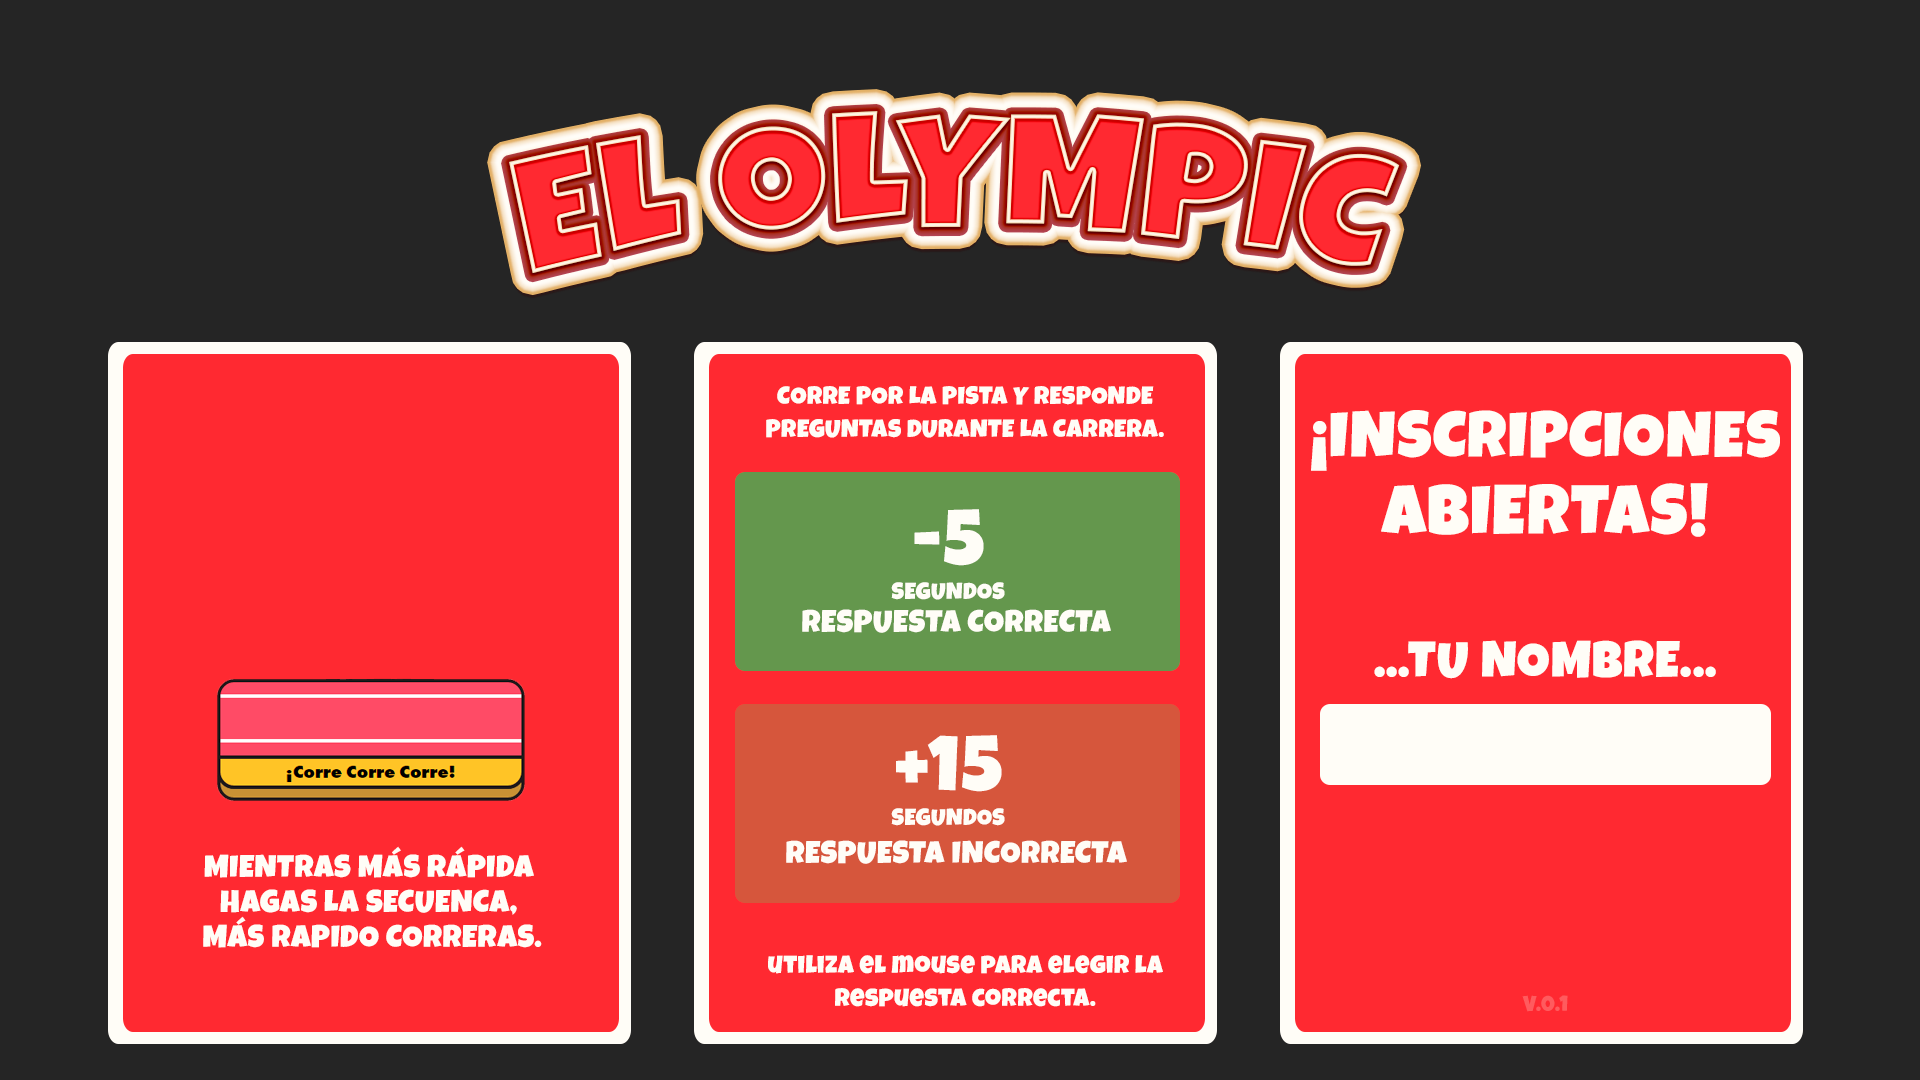 EL OLYMPIC
¡Corre Corre Corre!
MIENTRAS MÁS RÁPIDA
HAGAS LA SECUENCA,
MÁS RAPIDO CORRERAS.
CORRE POR LA PISTA Y RESPONDE
PREGUNTAS DURANTE LA CARRERA.
-5
SEGUNDOS
RESPUESTA CORRECTA
+15
SEGUNDOS
RESPUESTA INCORRECTA
utiliza el mouse para elegir la
respuesta correcta.
¡INSCRIPCIONES
ABIERTAS!
...TU NOMBRE...
V.0.1